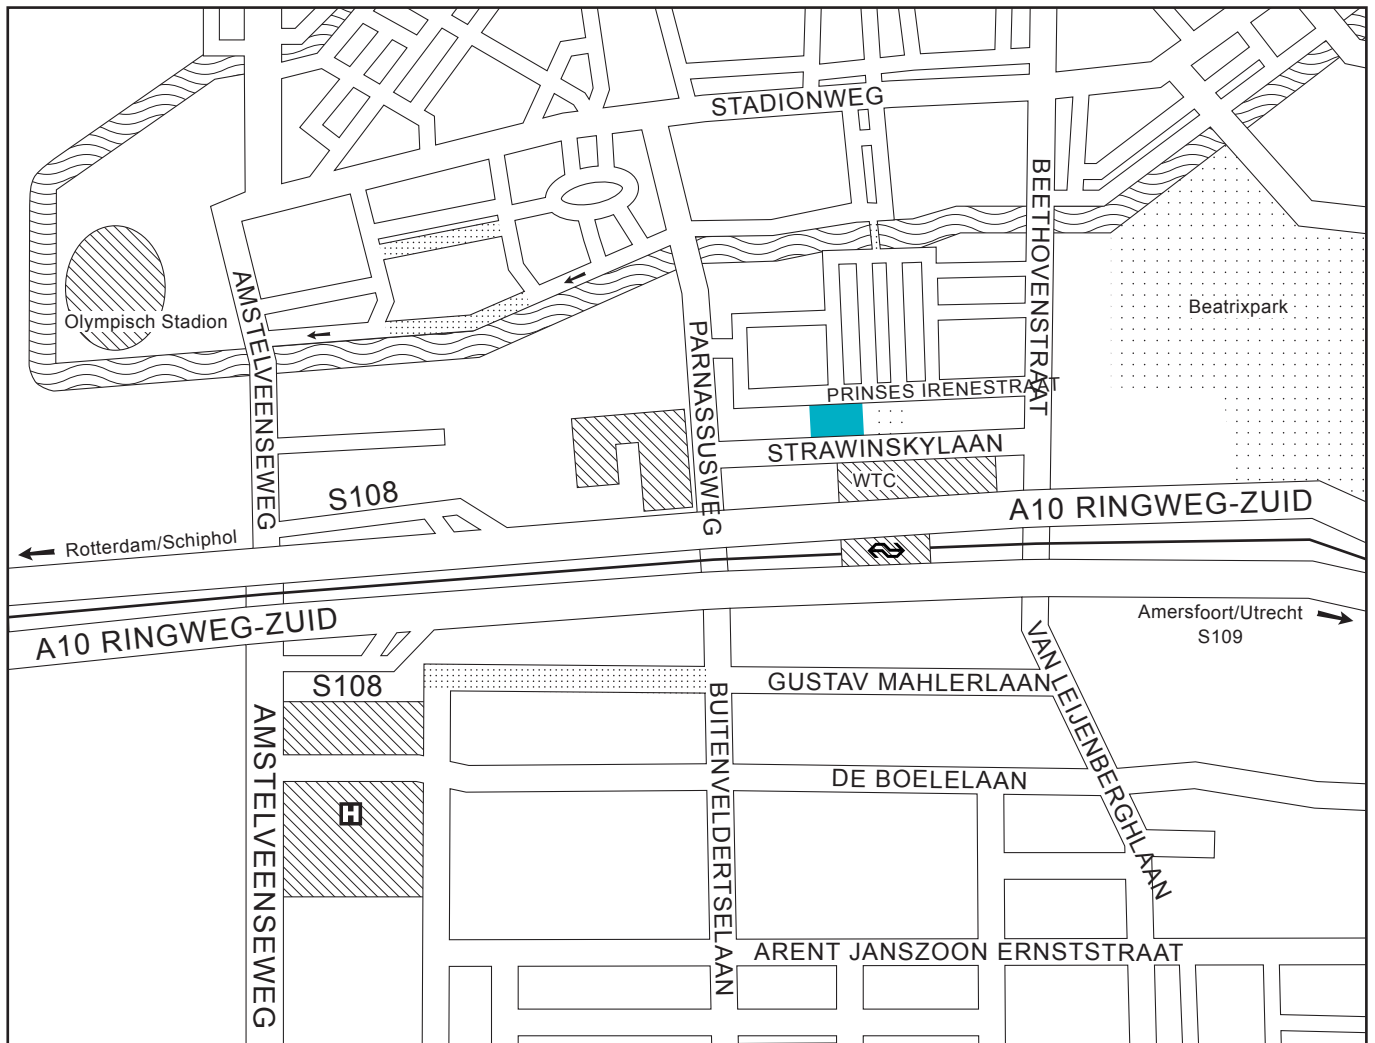 STADIONWEG
BEETHOVENSTRAAT
AMSTELVEENSEWEG
Olympisch Stadion
Beatrixpark
PARNASSUSWEG
PRINSES IRENESTRAAT
STRAWINSKYLAAN
WTC
S108
A10 RINGWEG-ZUID
Rotterdam/Schiphol
A10 RINGWEG-ZUID
Amersfoort/Utrecht
S109
VAN LEIJENBERGHLAAN
S108
GUSTAV MAHLERLAAN
BUITENVELDERTSELAAN
AMSTELVEENSEWEG
DE BOELELAAN
H
ARENT JANSZOON ERNSTSTRAAT